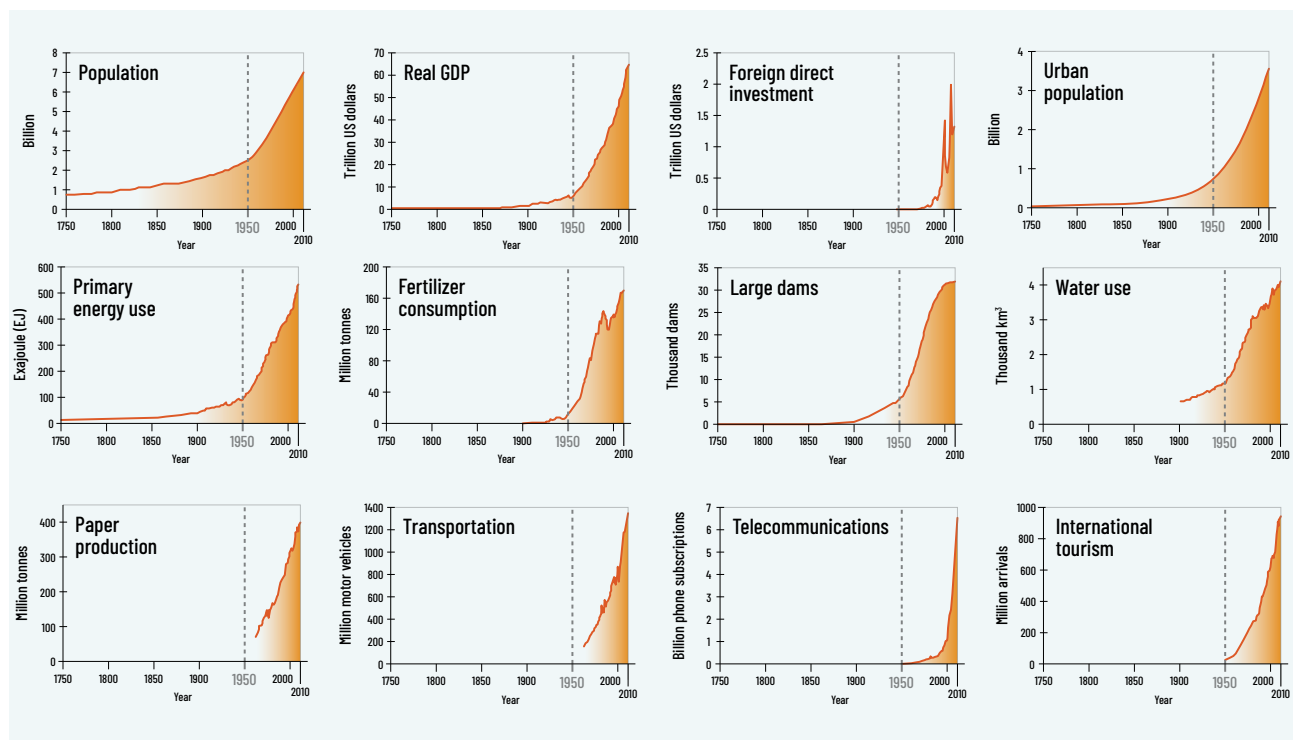 Population
Billion
8
7
6
5
4
3
2
1
0
1750 1800 1850 1900 1950 2000 2010
Year
Real GDP
Trillion US dollars
70
60
50
40
30
20
10
0
1750 1800 1850 1900 1950 2000 2010
Year
Foreign direct
investment
Trillion US dollars
2.5
2
1.5
1
0.5
0
1750 1800 1850 1900 1950 2000 2010
Year
Urban
population
Billion
4
3
2
1
0
1750 1800 1850 1900 1950 2000 2010
Year
Primary
energy use
Exajoule (EJ)
600
500
400
300
200
100
0
1750 1800 1850 1900 1950 2000 2010
Year
Fertilizer
consumption
Million tonnes
200
160
120
80
40
0
1750 1800 1850 1900 1950 2000 2010
Year
Large dams
Thousand dams
35
30
25
20
15
10
5
0
1750 1800 1850 1900 1950 2000 2010
Year
Water use
Thousand km³
4
3
2
1
0
1750 1800 1850 1900 1950 2000 2010
Year
Paper
production
Million tonnes
400
300
200
100
0
1750 1800 1850 1900 1950 2000 2010
Year
Transportation
Million motor vehicles
1400
1200
1000
800
600
400
200
0
1750 1800 1850 1900 1950 2000 2010
Year
Telecommunications
Billion phone subscriptions
7
6
5
4
3
2
1
0
1750 1800 1850 1900 1950 2000 2010
Year
International
tourism
Million arrivals
1000
800
600
400
200
0
1750 1800 1850 1900 1950 2000 2010
Year